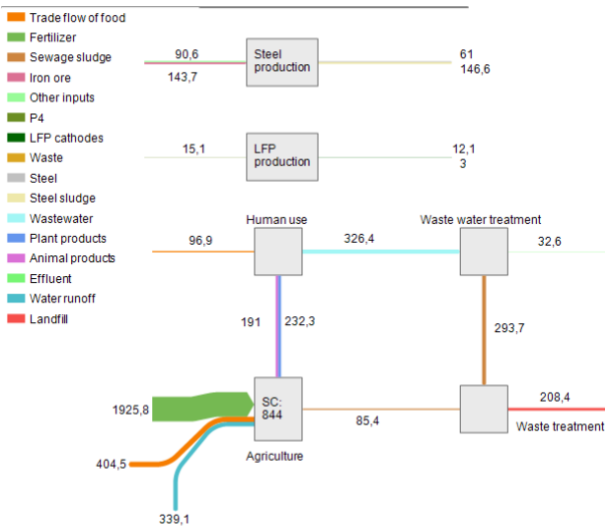 Trade flow of food
Fertilizer
Sewage sludge
Iron ore
Other inputs
P4
LFP cathodes
Waste
Steel
Steel sludge
Wastewater
Plant products
Animal products
Effluent
Water runoff
Landfill
90,6
143,7
Steel
production
61
146,6
15,1
LFP
production
12,1
3
Human use
Waste water treatment
96,9
326,4
32,6
191
232,3
293,7
1925,8
SC:
844
85,4
208,4
Waste treatment
Agriculture
404,5
339,1